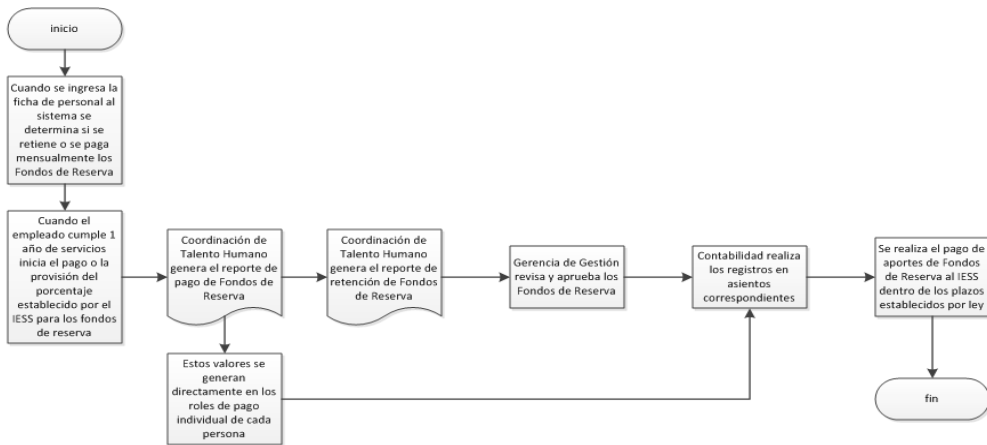 inicio
Cuando se ingresa la
ficha de personal al
sistema se
determina si se
retiene o se paga
mensualmente los
Fondos de Reserva
Cuando el
empleado cumple 1
año de servicios
inicia el pago o la
provisión del
porcentaje
establecido por el
IESS para los fondos
de reserva
Coordinación de
Talento Humano
genera el reporte de
pago de Fondos de
Reserva
Coordinación de
Talento Humano
genera el reporte de
retención de Fondos
de Reserva
Gerencia de Gestión
revisa y aprueba los
Fondos de Reserva
Contabilidad realiza
los registros en
asientos
correspondientes
Se realiza el pago de
aportes de Fondos
de Reserva al IESS
dentro de los plazos
establecidos por ley
Estos valores se
generan
directamente en los
roles de pago
individual de cada
persona
fin